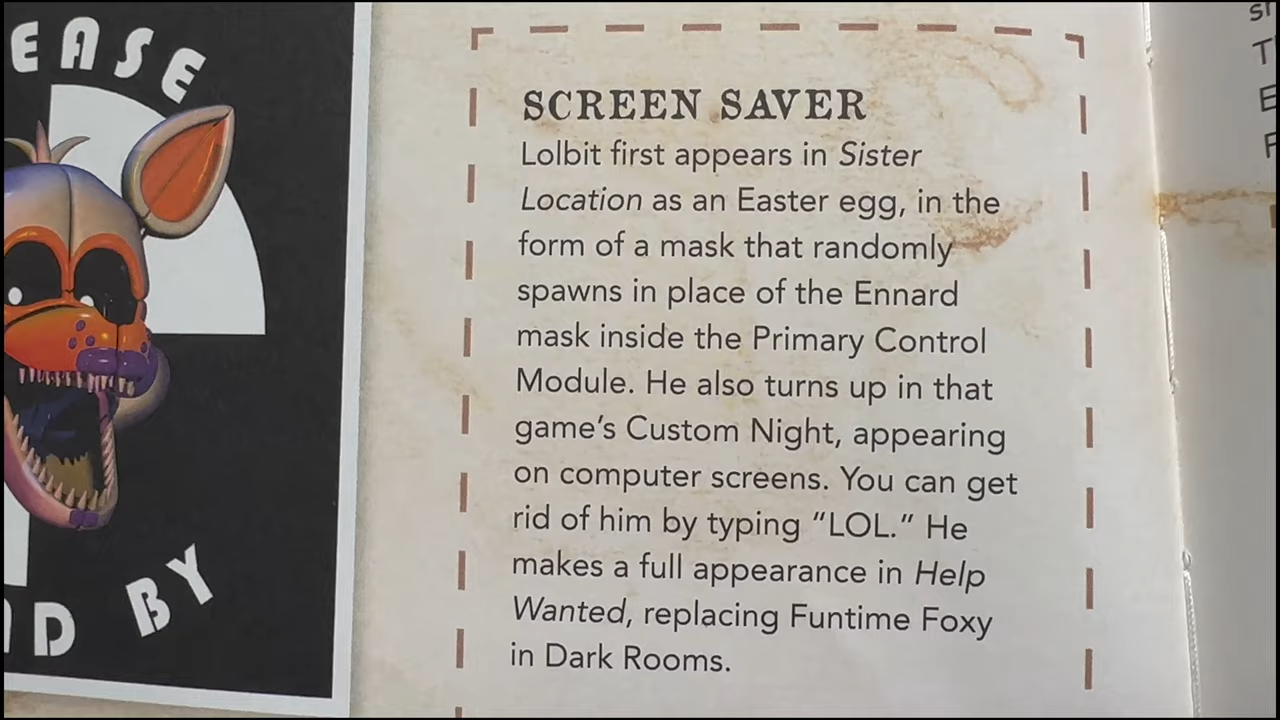 EASE
D BY
SCREEN SAVER
Lolbit first appears in Sister
Location as an Easter egg, in the
form of a mask that randomly
spawns in place of the Ennard
mask inside the Primary Control
Module. He also turns up in that
game’s Custom Night, appearing
on computer screens. You can get
rid of him by typing “LOL.” He
makes a full appearance in Help
Wanted, replacing Funtime Foxy
in Dark Rooms.